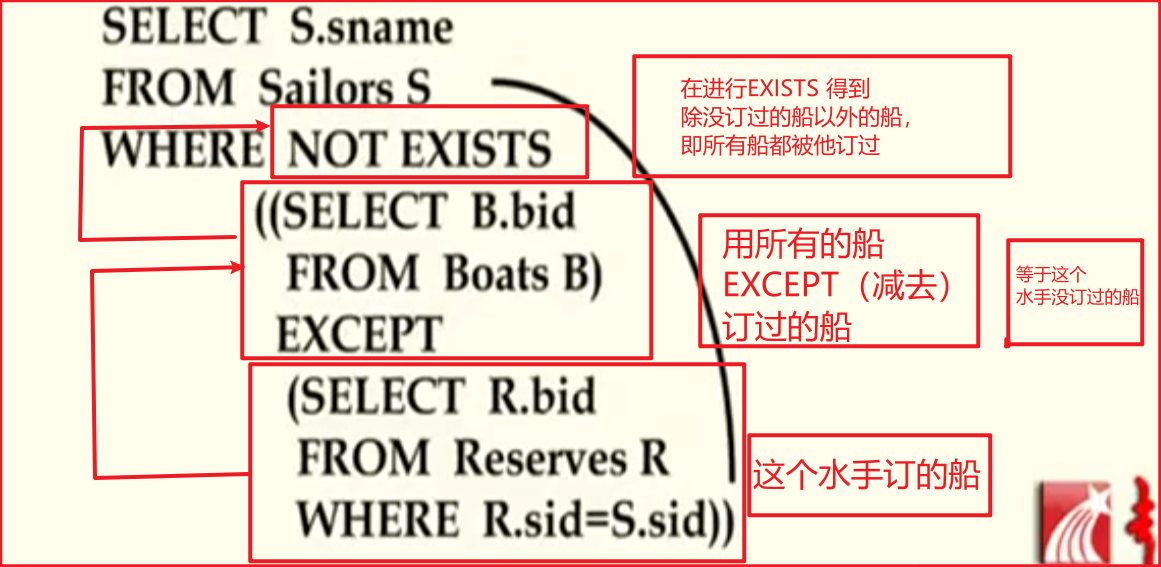 SELECT S.sname
FROM Sailors S
WHERE NOT EXISTS
((SELECT B.bid
FROM Boats B)
EXCEPT
(SELECT R.bid
FROM Reserves R
WHERE R.sid=S.sid))
在进行EXISTS 得到
除没订过的船以外的船，
即所有船都被他订过
用所有的船
EXCEPT（减去）
订过的船
等于这个
水手没订过的船
这个水手订的船